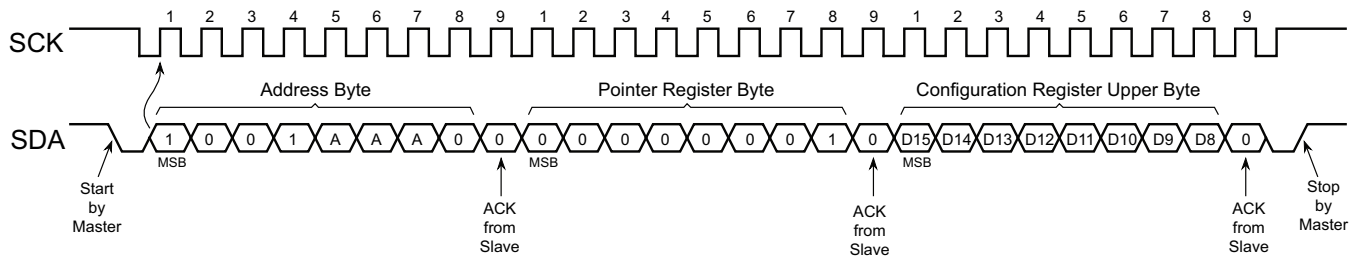 1 2 3 4 5 6 7 8 9 1 2 3 4 5 6 7 8 9 1 2 3 4 5 6 7 8 9
SCK
Address Byte Pointer Register Byte Configuration Register Upper Byte
SDA 1 0 0 1 A A A 0 0 0 0 0 0 0 0 0 1 0 D15 D14 D13 D12 D11 D10 D9 D8 0
MSB MSB MSB
Start
by
Master
ACK
from
Slave
ACK
from
Slave
ACK
from
Slave
Stop
by
Master